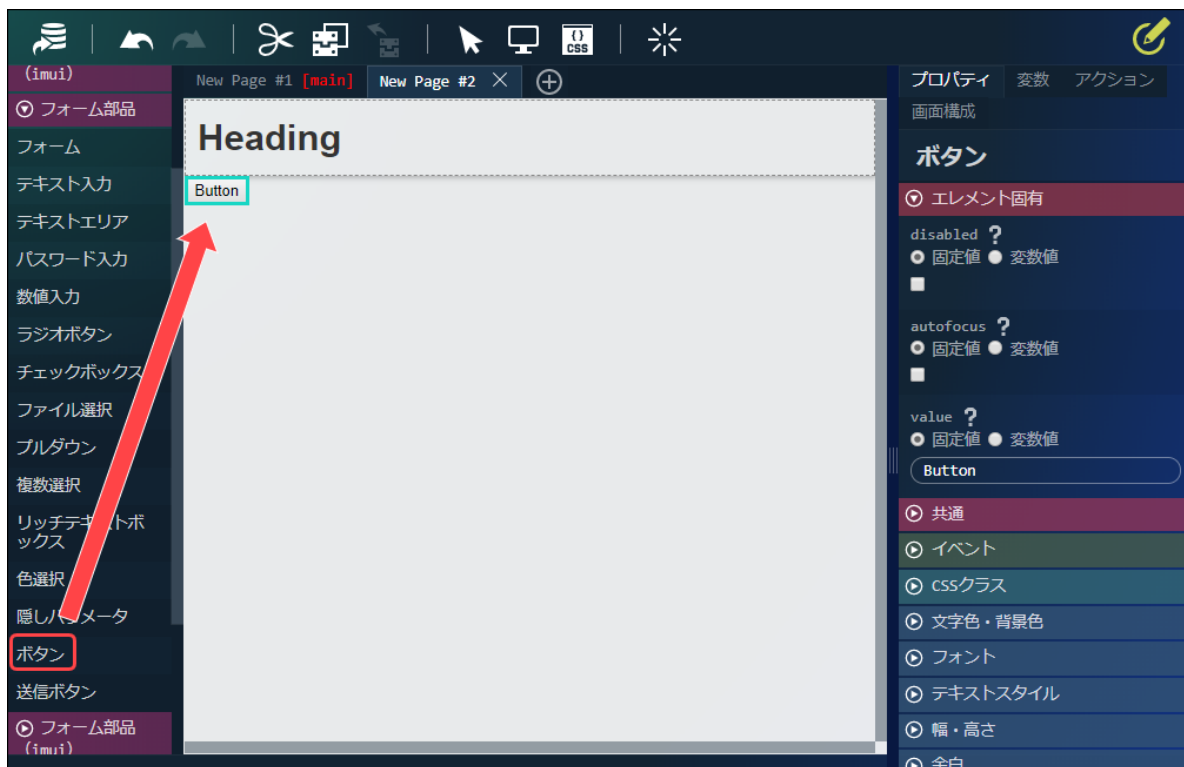 {} CSS
(imui)
フォーム部品
フォーム
テキスト入力
テキストエリア
パスワード入力
数値入力
ラジオボタン
チェックボックス
ファイル選択
プルダウン
複数選択
リッチテキストボ
ックス
色選択
隠しパラメータ
ボタン
送信ボタン
フォーム部品
(imui)
New Page #1 [main]
New Page #2
Heading
Button
プロパティ 変数 アクション
画面構成
ボタン
エレメント固有
disabled ?
固定値 変数値
autofocus ?
固定値 変数値
value ?
固定値 変数値
Button
共通
イベント
CSSクラス
文字色・背景色
フォント
テキストスタイル
幅・高さ
余白